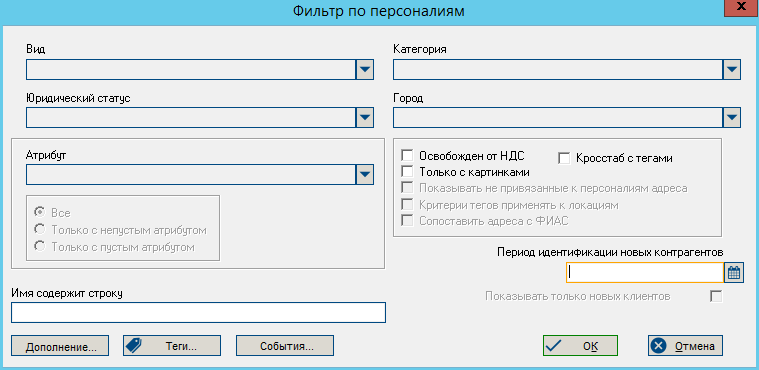 Фильтр по персоналиям
x
Вид
Категория
Юридический статус
Город
Атрибут
Освобожден от НДС
Кросстаб с тегами
Только с картинками
Показывать не привязанные к персоналиям адреса
Критерии тегов применять к локациям
Сопоставить адреса с ФИАС
Все
Только с непустым атрибутом
Только с пустым атрибутом
Период идентификации новых контрагентов
Имя содержит строку
Показывать только новых клиентов
Дополнение...
Теги...
События...
ОК
Отмена